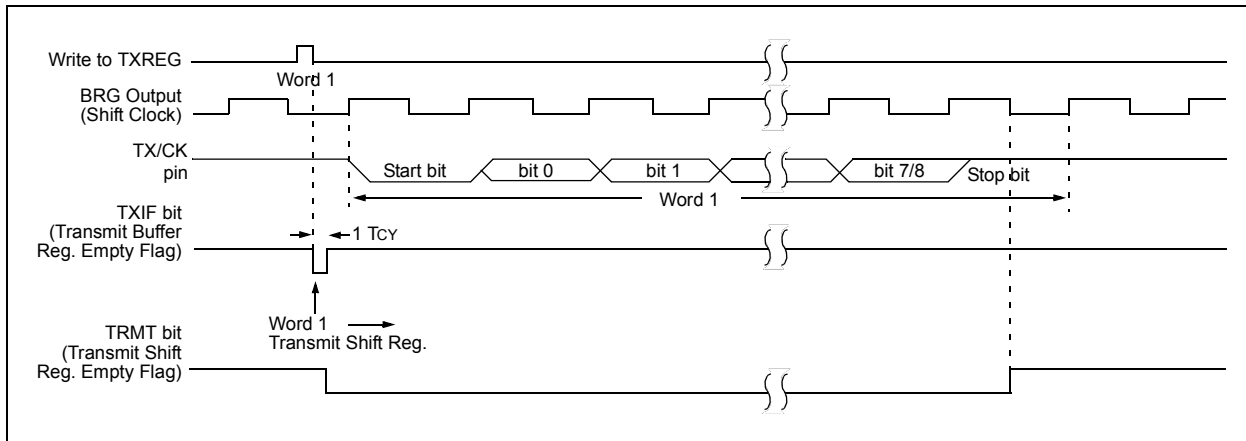 Write to TXREG
Word 1
BRG Output
(Shift Clock)
TX/CK
pin
Start bit
bit 0
bit 1
bit 7/8
Stop bit
Word 1
TXIF bit
(Transmit Buffer
Reg. Empty Flag)
1 TCY
Word 1
Transmit Shift Reg.
TRMT bit
(Transmit Shift
Reg. Empty Flag)